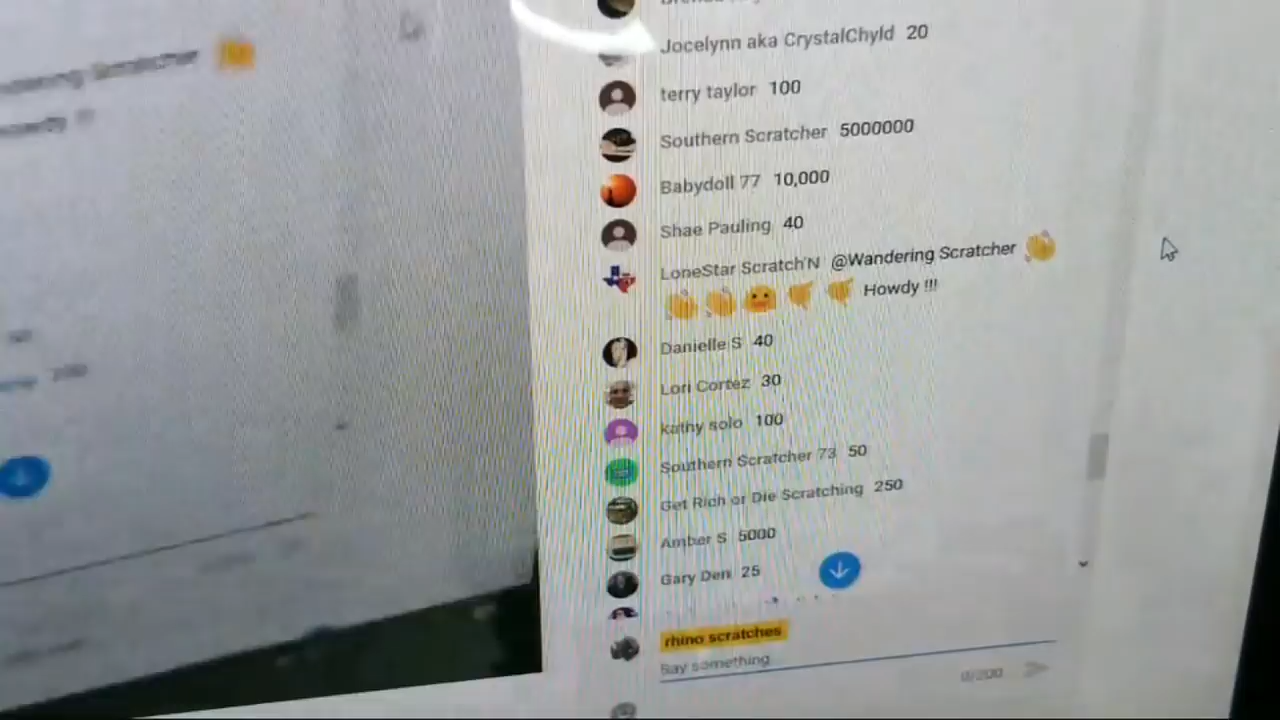 Jocelynn aka CrystalChyld 20
terry taylor 100
Southern Scratcher 5000000
Babydoll 77 10,000
Shae Pauling 40
LoneStar Scratch'N @Wandering Scratcher
Howdy !!!
Danielle S 40
Lori Cortez 30
kathy solo 100
Southern Scratcher 73 50
Get Rich or Die Scratching 250
Amber S 5000
Gary Den 25
rhino scratches
Say something
0/200